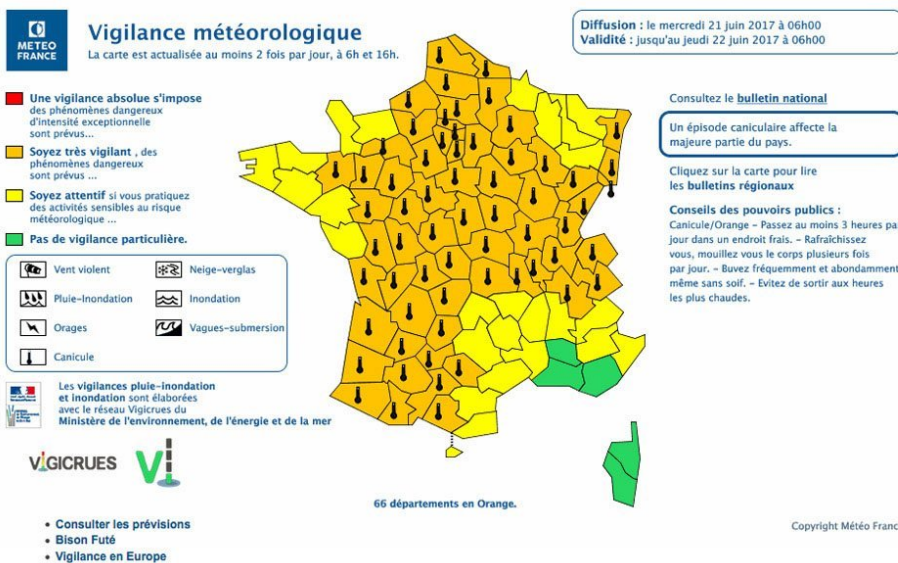 METEO
FRANCE
Vigilance météorologique
La carte est actualisée au moins 2 fois par jour, à 6h et 16h.
Diffusion : le mercredi 21 juin 2017 à 06h00
Validité : jusqu'au jeudi 22 juin 2017 à 06h00
Une vigilance absolue s'impose
des phénomènes dangereux
d'intensité exceptionnelle
sont prévus...
Soyez très vigilant , des
phénomènes dangereux
sont prévus ...
Soyez attentif si vous pratiquez
des activités sensibles au risque
météorologique ...
Pas de vigilance particulière.
Vent violent
Neige-verglas
Pluie-Inondation
Inondation
Orages
Vagues-submersion
Canicule
Les vigilances pluie-inondation
et inondation sont élaborées
avec le réseau Vigicrues du
Ministère de l'environnement, de l'énergie et de la mer
VIGICRUES
Vi
Consulter les prévisions
Bison Futé
Vigilance en Europe
66 départements en Orange.
Consultez le bulletin national
Un épisode caniculaire affecte la
majeure partie du pays.
Cliquez sur la carte pour lire
les bulletins régionaux
Conseils des pouvoirs publics :
Canicule/Orange – Passez au moins 3 heures pa
jour dans un endroit frais. – Rafraîchissez
vous, mouillez vous le corps plusieurs fois
par jour. – Buvez fréquemment et abondamment
même sans soif. – Evitez de sortir aux heures
les plus chaudes.
Copyright Météo Franc